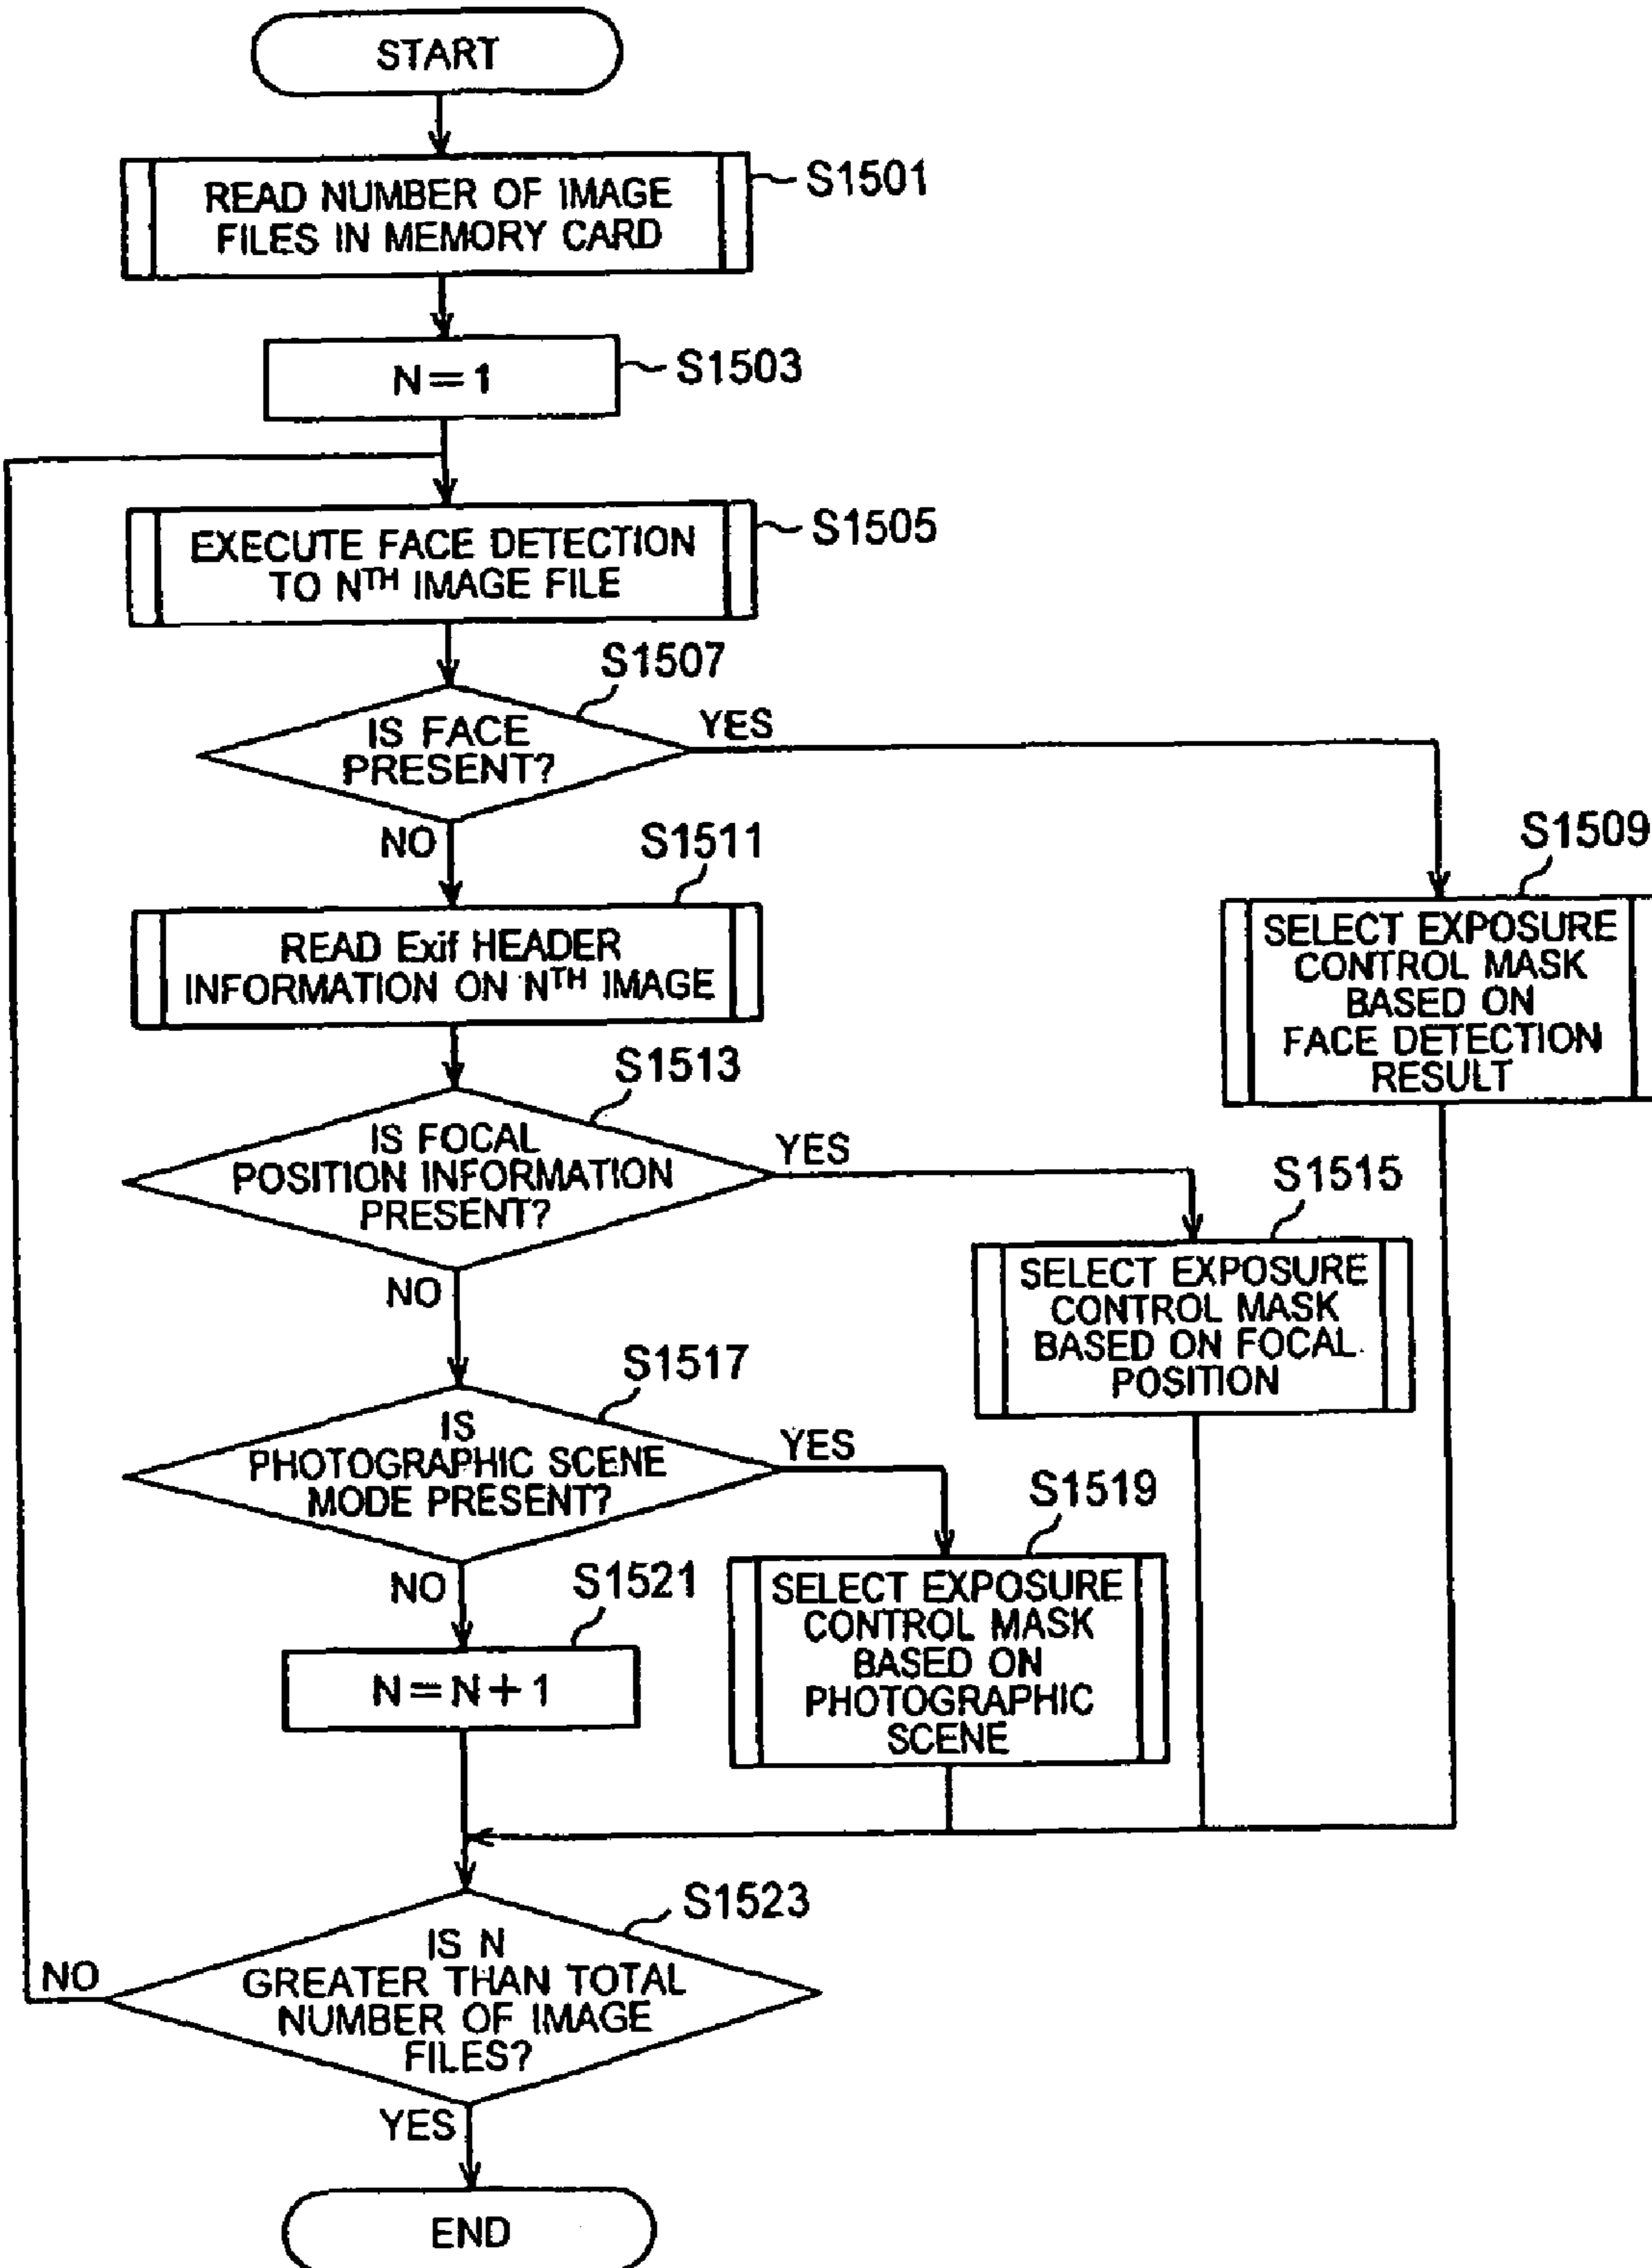 START
READ NUMBER OF IMAGE
FILES IN MEMORY CARD
S1501
N=1
S1503
EXECUTE FACE DETECTION
TO NTH IMAGE FILE
S1505
S1507
IS FACE
PRESENT?
YES
NO
S1509
SELECT EXPOSURE
CONTROL MASK
BASED ON
FACE DETECTION
RESULT
S1511
READ Exif HEADER
INFORMATION ON NTH IMAGE
S1513
IS FOCAL
POSITION INFORMATION
PRESENT?
YES
NO
S1515
SELECT EXPOSURE
CONTROL MASK
BASED ON FOCAL
POSITION
S1517
IS
PHOTOGRAPHIC SCENE
MODE PRESENT?
YES
NO
S1519
SELECT EXPOSURE
CONTROL MASK
BASED ON
PHOTOGRAPHIC
SCENE
S1521
N=N+1
S1523
IS N
GREATER THAN TOTAL
NUMBER OF IMAGE
FILES?
NO
YES
END